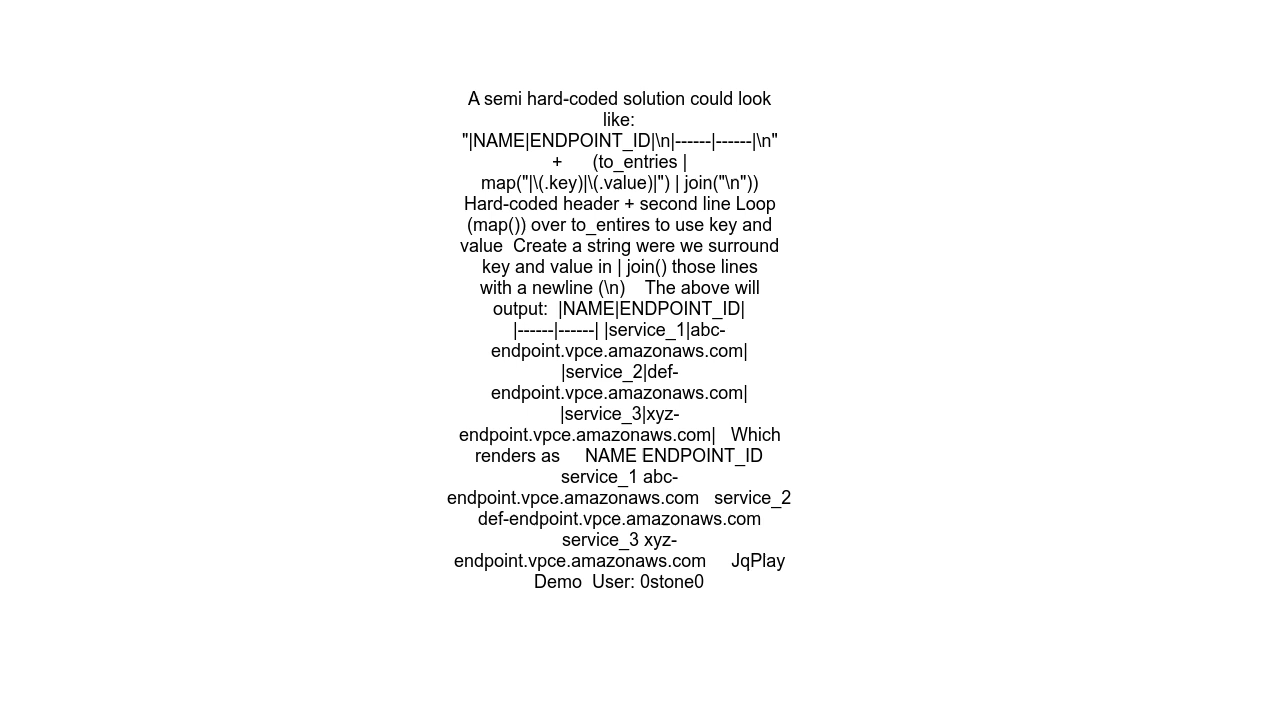 A semi hard-coded solution could look
like:
"|NAME|ENDPOINT_ID|\n|------|------|\n"
+      (to_entries |
map("|\(.key)|\(.value)|") | join("\n"))
Hard-coded header + second line Loop
(map()) over to_entires to use key and
value  Create a string were we surround
key and value in | join() those lines
with a newline (\n)    The above will
output:  |NAME|ENDPOINT_ID|
|------|------| |service_1|abc-
endpoint.vpce.amazonaws.com|
|service_2|def-
endpoint.vpce.amazonaws.com|
|service_3|xyz-
endpoint.vpce.amazonaws.com|   Which
renders as     NAME ENDPOINT_ID
service_1 abc-
endpoint.vpce.amazonaws.com   service_2
def-endpoint.vpce.amazonaws.com
service_3 xyz-
endpoint.vpce.amazonaws.com     JqPlay
Demo  User: 0stone0